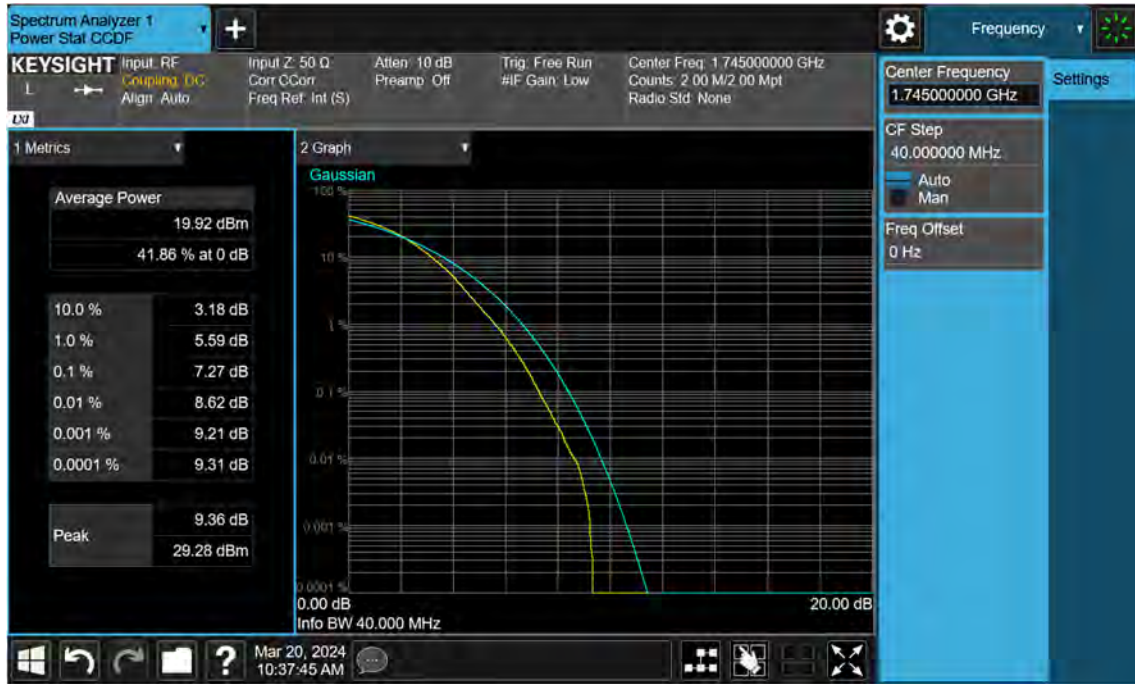 Spectrum Analyzer 1
Power Stat CCDF
+
Frequency
KEYSIGHT
L
LXI
Input: RF
Coupling: DC
Align: Auto
Input Z: 50 Ω
Corr CCorr
Freq Ref: Int (S)
Atten: 10 dB
Preamp: Off
Trig: Free Run
#IF Gain: Low
Center Freq: 1.745000000 GHz
Counts: 2.00 M/2.00 Mpt
Radio Std: None
Center Frequency
1.745000000 GHz
Settings
CF Step
40.000000 MHz
Auto
Man
Freq Offset
0 Hz
1 Metrics
Average Power
19.92 dBm
41.86 % at 0 dB
10.0 % 3.18 dB
1.0 % 5.59 dB
0.1 % 7.27 dB
0.01 % 8.62 dB
0.001 % 9.21 dB
0.0001 % 9.31 dB
Peak
9.36 dB
29.28 dBm
2 Graph
Gaussian
100 %
10 %
1 %
0.1 %
0.01 %
0.001 %
0.0001 %
0.00 dB
20.00 dB
Info BW 40.000 MHz
?
Mar 20, 2024
10:37:45 AM